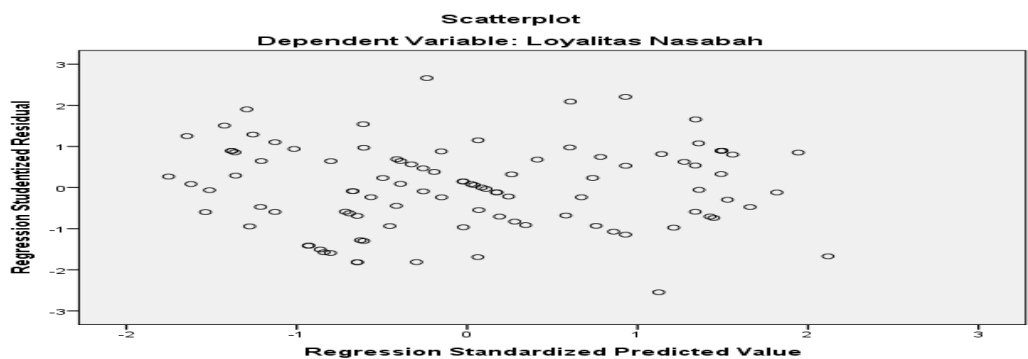 Scatterplot
Dependent Variable: Loyalitas Nasabah
Regression Studentized Residual
3
2
1
0
-1
-2
-3
-2 -1 0 1 2 3
Regression Standardized Predicted Value